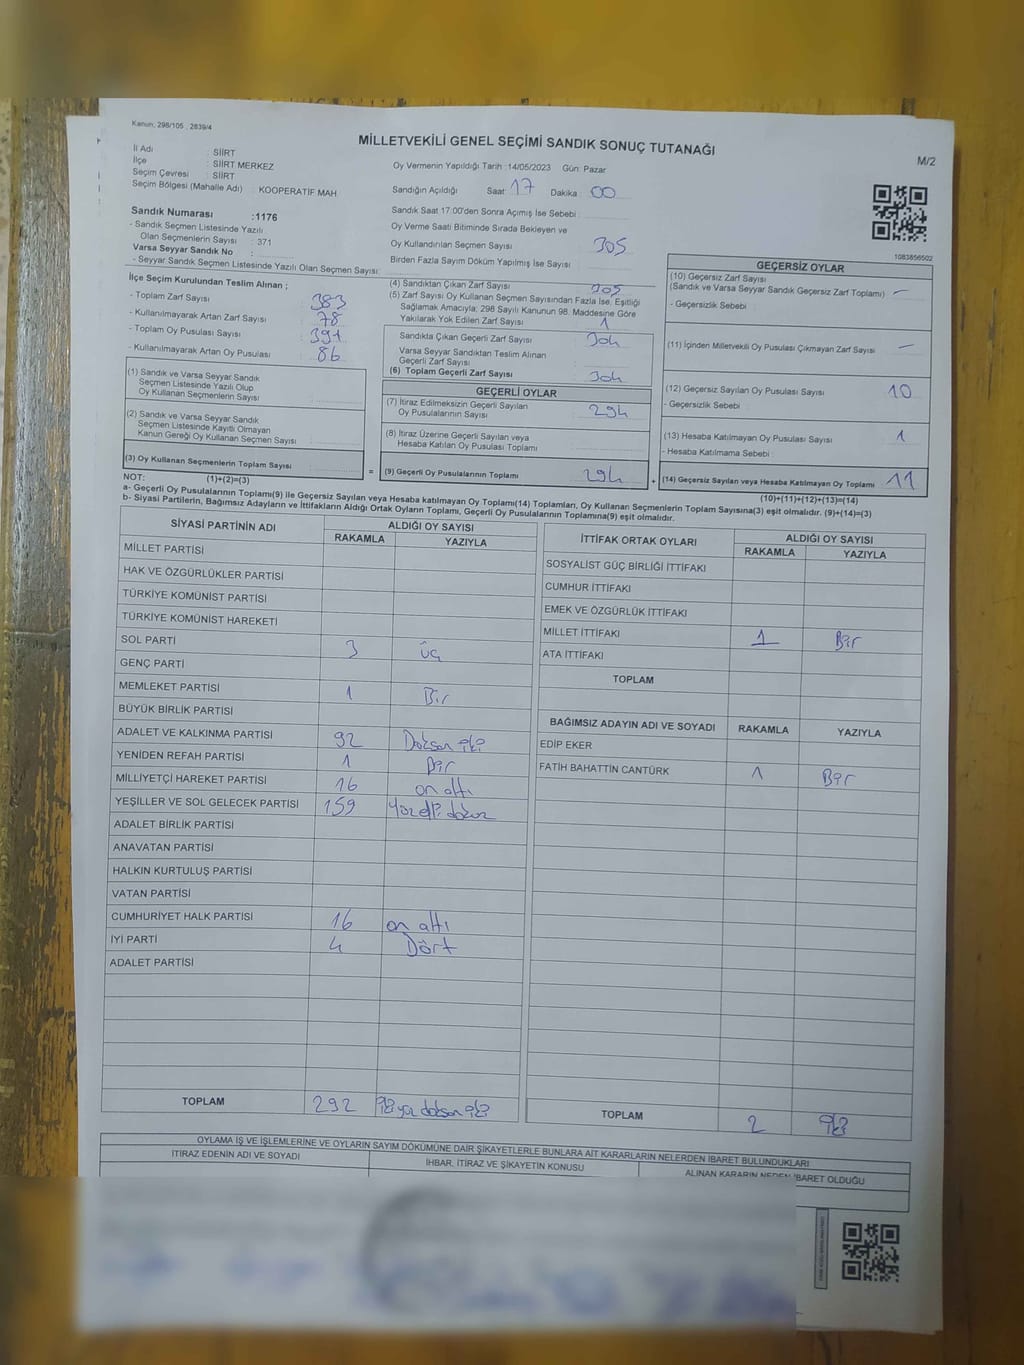 Kanun; 298/105 , 2839/4
MİLLETVEKİLİ GENEL SEÇİMİ SANDIK SONUÇ TUTANAĞI
M/2
İl Adı : SİİRT
İlçe : SİİRT MERKEZ
Seçim Çevresi : SİİRT
Seçim Bölgesi (Mahalle Adı) : KOOPERATİF MAH
Oy Vermenin Yapıldığı Tarih : 14/05/2023 Gün: Pazar
Sandığın Açıldığı Saat 17 Dakika 00
Sandık Saat 17:00'den Sonra Açımış İse Sebebi :
Oy Verme Saati Bitiminde Sırada Bekleyen ve
Oy Kullandırılan Seçmen Sayısı 305
Birden Fazla Sayım Döküm Yapılmış İse Sayısı :
Sandık Numarası :1176
- Sandık Seçmen Listesinde Yazılı
Olan Seçmenlerin Sayısı : 371
Varsa Seyyar Sandık No :
- Seyyar Sandık Seçmen Listesinde Yazılı Olan Seçmen Sayısı:
1083856502
İlçe Seçim Kurulundan Teslim Alınan ;
- Toplam Zarf Sayısı : 383
- Kullanılmayarak Artan Zarf Sayısı : 78
- Toplam Oy Pusulası Sayısı : 391
- Kullanılmayarak Artan Oy Pusulası : 86
(1) Sandık ve Varsa Seyyar Sandık
Seçmen Listesinde Yazılı Olup
Oy Kullanan Seçmenlerin Sayısı :
(2) Sandık ve Varsa Seyyar Sandık
Seçmen Listesinde Kayıtlı Olmayan
Kanun Gereği Oy Kullanan Seçmen Sayısı :
(3) Oy Kullanan Seçmenlerin Toplam Sayısı :
(1)+(2)=(3)
(4) Sandıktan Çıkan Zarf Sayısı 305
(5) Zarf Sayısı Oy Kullanan Seçmen Sayısından Fazla İse, Eşitliği
Sağlamak Amacıyla; 298 Sayılı Kanunun 98. Maddesine Göre
Yakılarak Yok Edilen Zarf Sayısı : 1
Sandıkta Çıkan Geçerli Zarf Sayısı : 304
Varsa Seyyar Sandıktan Teslim Alınan
Geçerli Zarf Sayısı
(6) Toplam Geçerli Zarf Sayısı : 304
GEÇERLİ OYLAR
(7) İtiraz Edilmeksizin Geçerli Sayılan
Oy Pusulalarının Sayısı : 294
(8) İtiraz Üzerine Geçerli Sayılan veya
Hesaba Katılan Oy Pusulası Toplamı :
= (9) Geçerli Oy Pusulalarının Toplamı : 294 +
GEÇERSİZ OYLAR
(10) Geçersiz Zarf Sayısı
(Sandık ve Varsa Seyyar Sandık Geçersiz Zarf Toplamı) : —
- Geçersizlik Sebebi :
(11) İçinden Milletvekili Oy Pusulası Çıkmayan Zarf Sayısı : —
(12) Geçersiz Sayılan Oy Pusulası Sayısı : 10
- Geçersizlik Sebebi :
(13) Hesaba Katılmayan Oy Pusulası Sayısı : 1
- Hesaba Katılmama Sebebi :
(14) Geçersiz Sayılan veya Hesaba Katılmayan Oy Toplamı : 11
(10)+(11)+(12)+(13)=(14)
NOT:
a- Geçerli Oy Pusulalarının Toplamı(9) ile Geçersiz Sayılan veya Hesaba katılmayan Oy Toplamı(14) Toplamları, Oy Kullanan Seçmenlerin Toplam Sayısına(3) eşit olmalıdır. (9)+(14)=(3)
b- Siyasi Partilerin, Bağımsız Adayların ve İttifakların Aldığı Ortak Oyların Toplamı, Geçerli Oy Pusulalarının Toplamına(9) eşit olmalıdır.
SİYASİ PARTİNİN ADI ALDIĞI OY SAYISI
RAKAMLA YAZIYLA
MİLLET PARTİSİ
HAK VE ÖZGÜRLÜKLER PARTİSİ
TÜRKİYE KOMÜNİST PARTİSİ
TÜRKİYE KOMÜNİST HAREKETİ
SOL PARTİ 3 üç
GENÇ PARTİ
MEMLEKET PARTİSİ 1 Bir
BÜYÜK BİRLİK PARTİSİ
ADALET VE KALKINMA PARTİSİ 92 Doksan iki
YENİDEN REFAH PARTİSİ 1 Bir
MİLLİYETÇİ HAREKET PARTİSİ 16 on altı
YEŞİLLER VE SOL GELECEK PARTİSİ 159 Yüzelli dokuz
ADALET BİRLİK PARTİSİ
ANAVATAN PARTİSİ
HALKIN KURTULUŞ PARTİSİ
VATAN PARTİSİ
CUMHURİYET HALK PARTİSİ 16 on altı
İYİ PARTİ 4 Dört
ADALET PARTİSİ
TOPLAM 292 iki yüz doksan iki
İTTİFAK ORTAK OYLARI ALDIĞI OY SAYISI
RAKAMLA YAZIYLA
SOSYALİST GÜÇ BİRLİĞİ İTTİFAKI
CUMHUR İTTİFAKI
EMEK VE ÖZGÜRLÜK İTTİFAKI
MİLLET İTTİFAKI 1 Bir
ATA İTTİFAKI
TOPLAM
BAĞIMSIZ ADAYIN ADI VE SOYADI RAKAMLA YAZIYLA
EDİP EKER
FATİH BAHATTİN CANTÜRK 1 Bir
TOPLAM 2 iki
OYLAMA İŞ VE İŞLEMLERİNE VE OYLARIN SAYIM DÖKÜMÜNE DAİR ŞİKAYETLERLE BUNLARA AİT KARARLARIN NELERDEN İBARET BULUNDUKLARI
İTİRAZ EDENİN ADI VE SOYADI İHBAR, İTİRAZ VE ŞİKAYETİN KONUSU ALINAN KARARIN NEDEN İBARET OLDUĞU